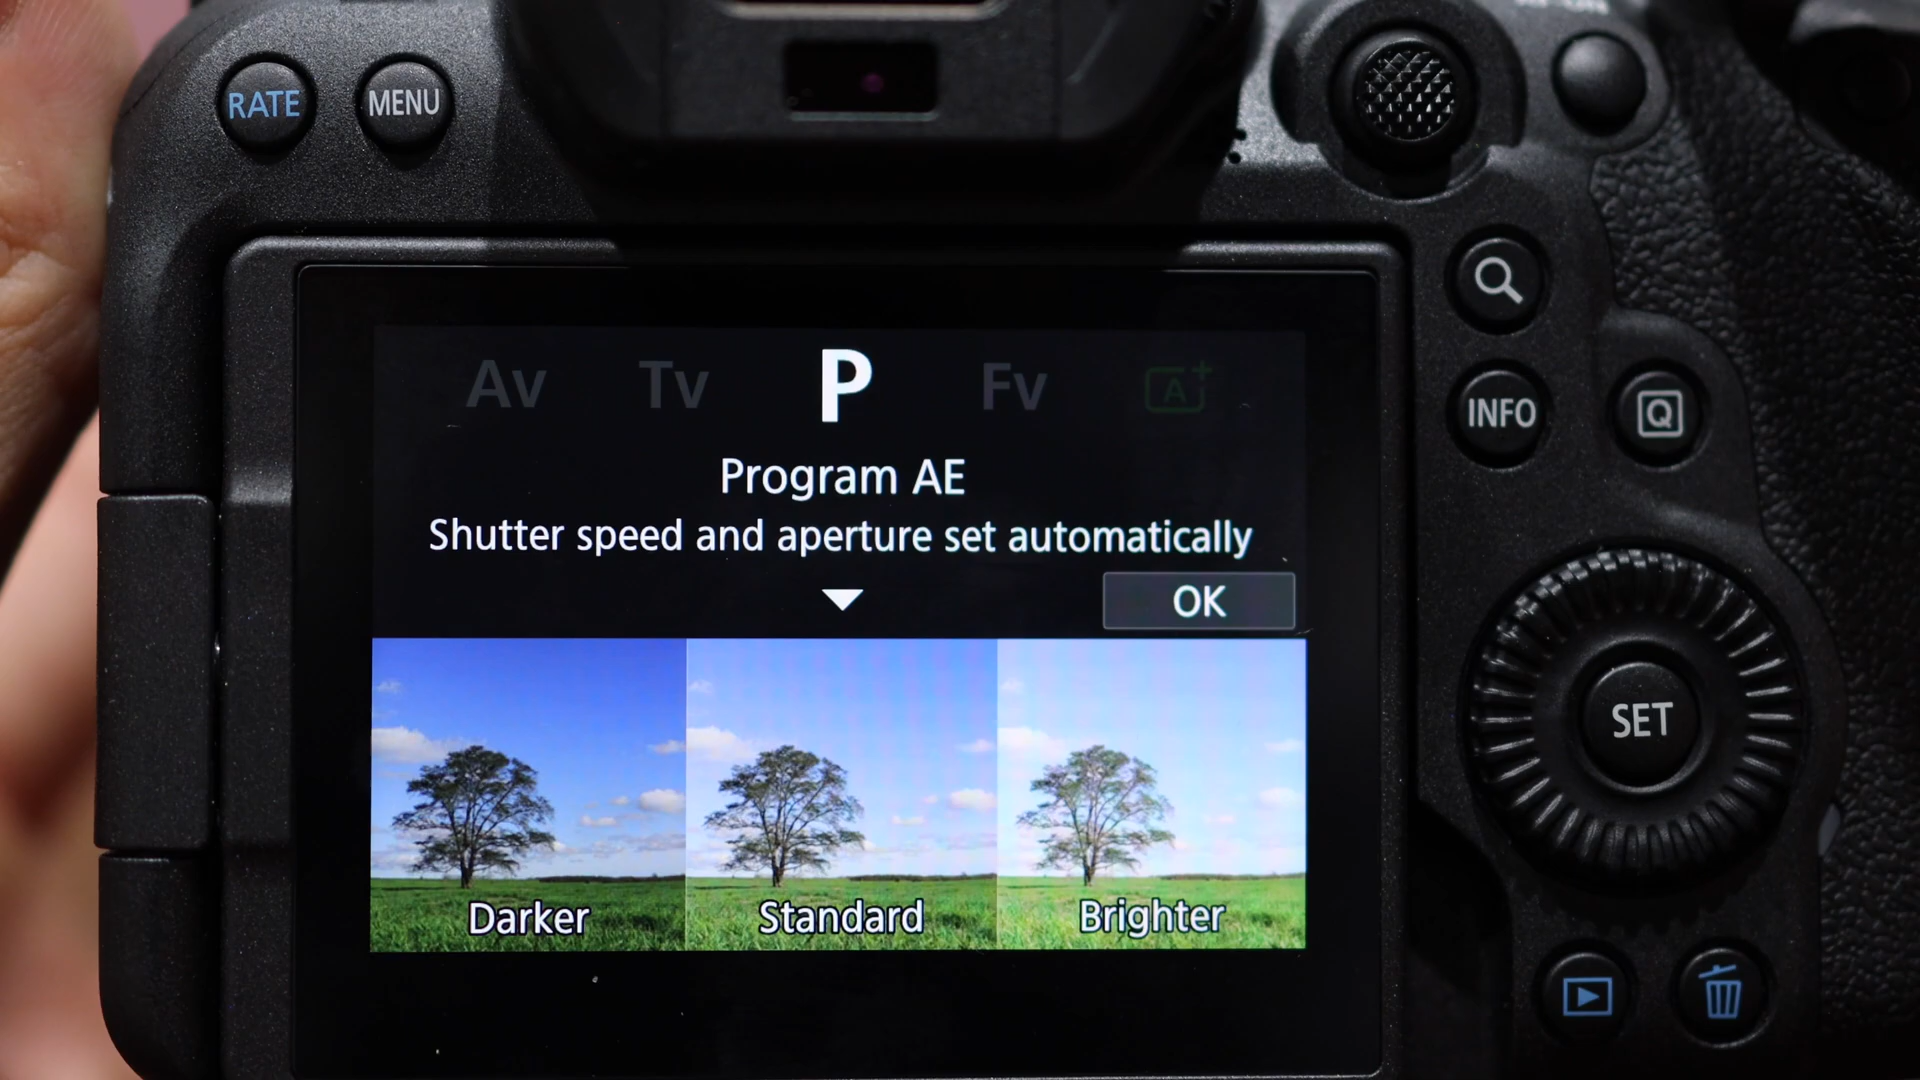 RATE MENU
INFO Q
Av Tv P Fv A+
Program AE
Shutter speed and aperture set automatically
OK
SET
Darker Standard Brighter